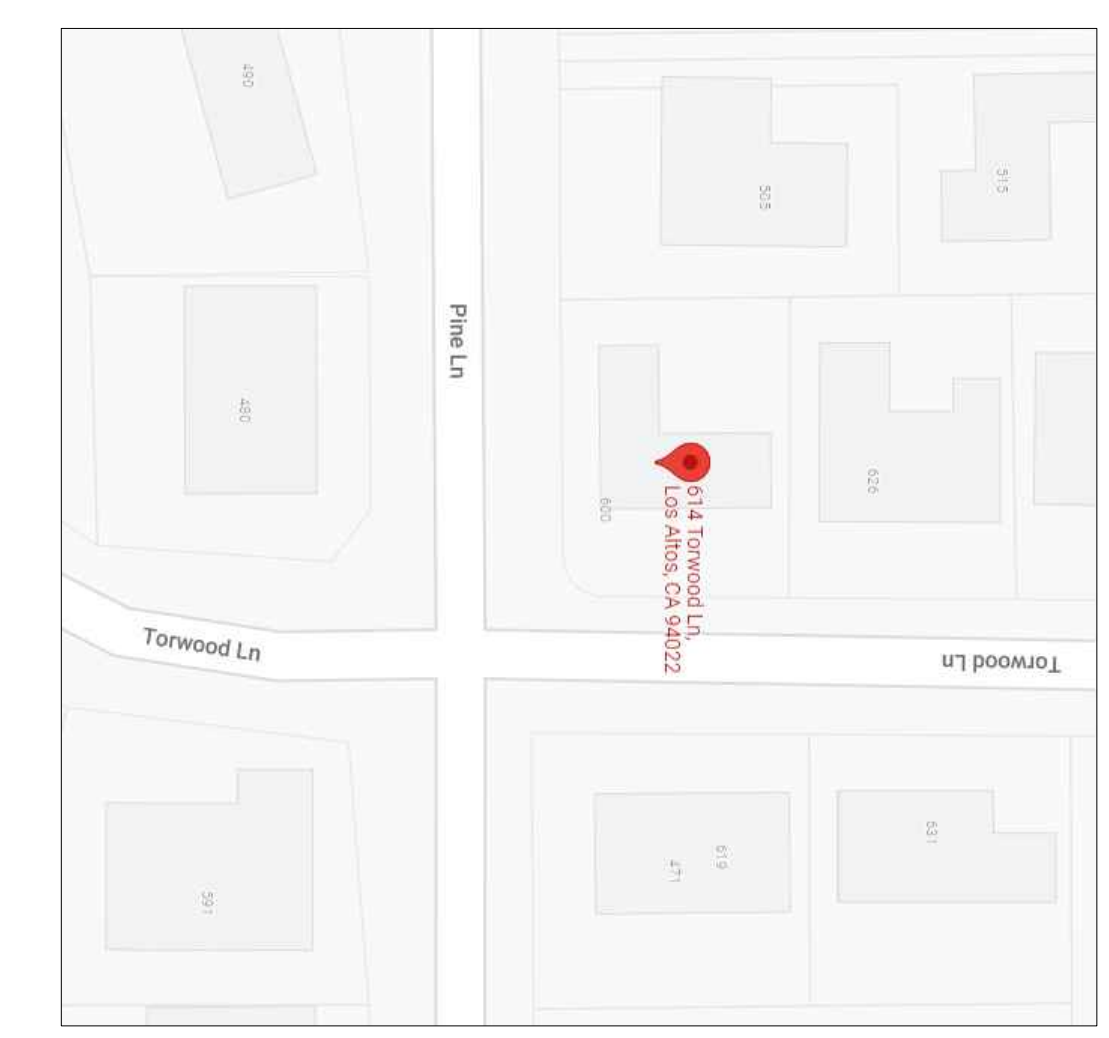 490
505
515
Pine Ln
480
626
600
614 Torwood Ln,
Los Altos, CA 94022
Torwood Ln
Torwood Ln
631
619
471
591